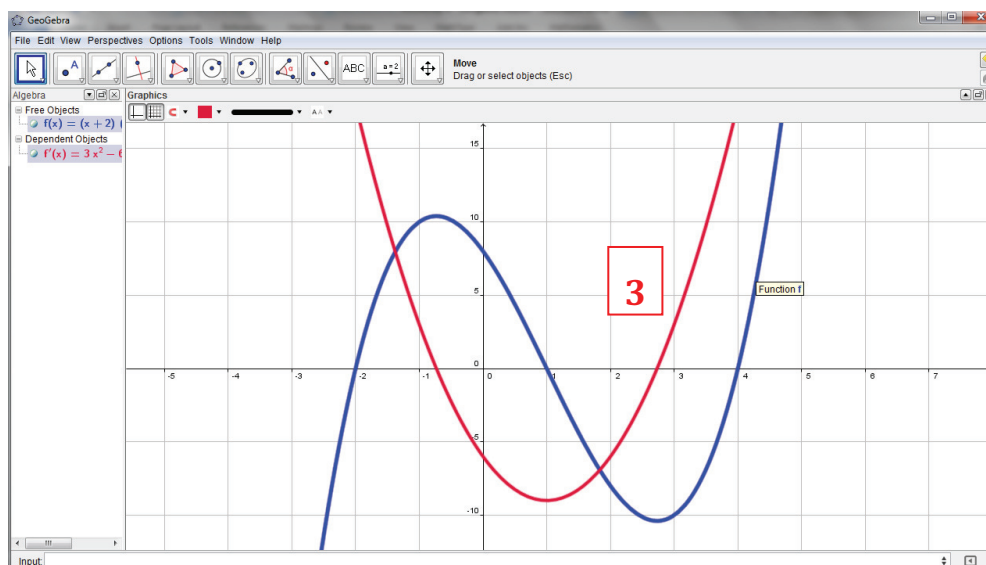 GeoGebra
File Edit View Perspectives Options Tools Window Help
A
α
ABC
a=2
Move
Drag or select objects (Esc)
Algebra
Graphics
Free Objects
f(x) = (x + 2) (
Dependent Objects
f'(x) = 3 x² − 6
A A
15
10
5
0
-5
-10
-5 -4 -3 -2 -1 0 1 2 3 4 5 6 7
3
Function f
Input: